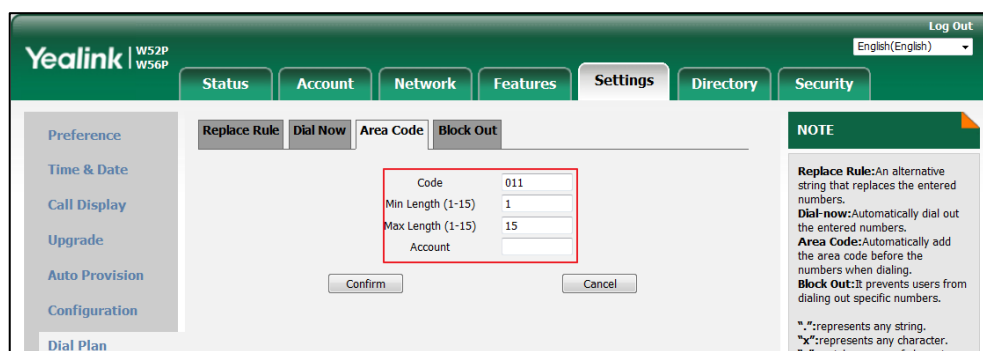 Log Out
Yealink | W52P
W56P
English(English)
Status Account Network Features Settings Directory Security
Preference
Time & Date
Call Display
Upgrade
Auto Provision
Configuration
Dial Plan
Replace Rule Dial Now Area Code Block Out
Code 011
Min Length (1-15) 1
Max Length (1-15) 15
Account
Confirm Cancel
NOTE
Replace Rule:An alternative
string that replaces the entered
numbers.
Dial-now:Automatically dial out
the entered numbers.
Area Code:Automatically add
the area code before the
numbers when dialing.
Block Out:It prevents users from
dialing out specific numbers.
".":represents any string.
"x":represents any character.